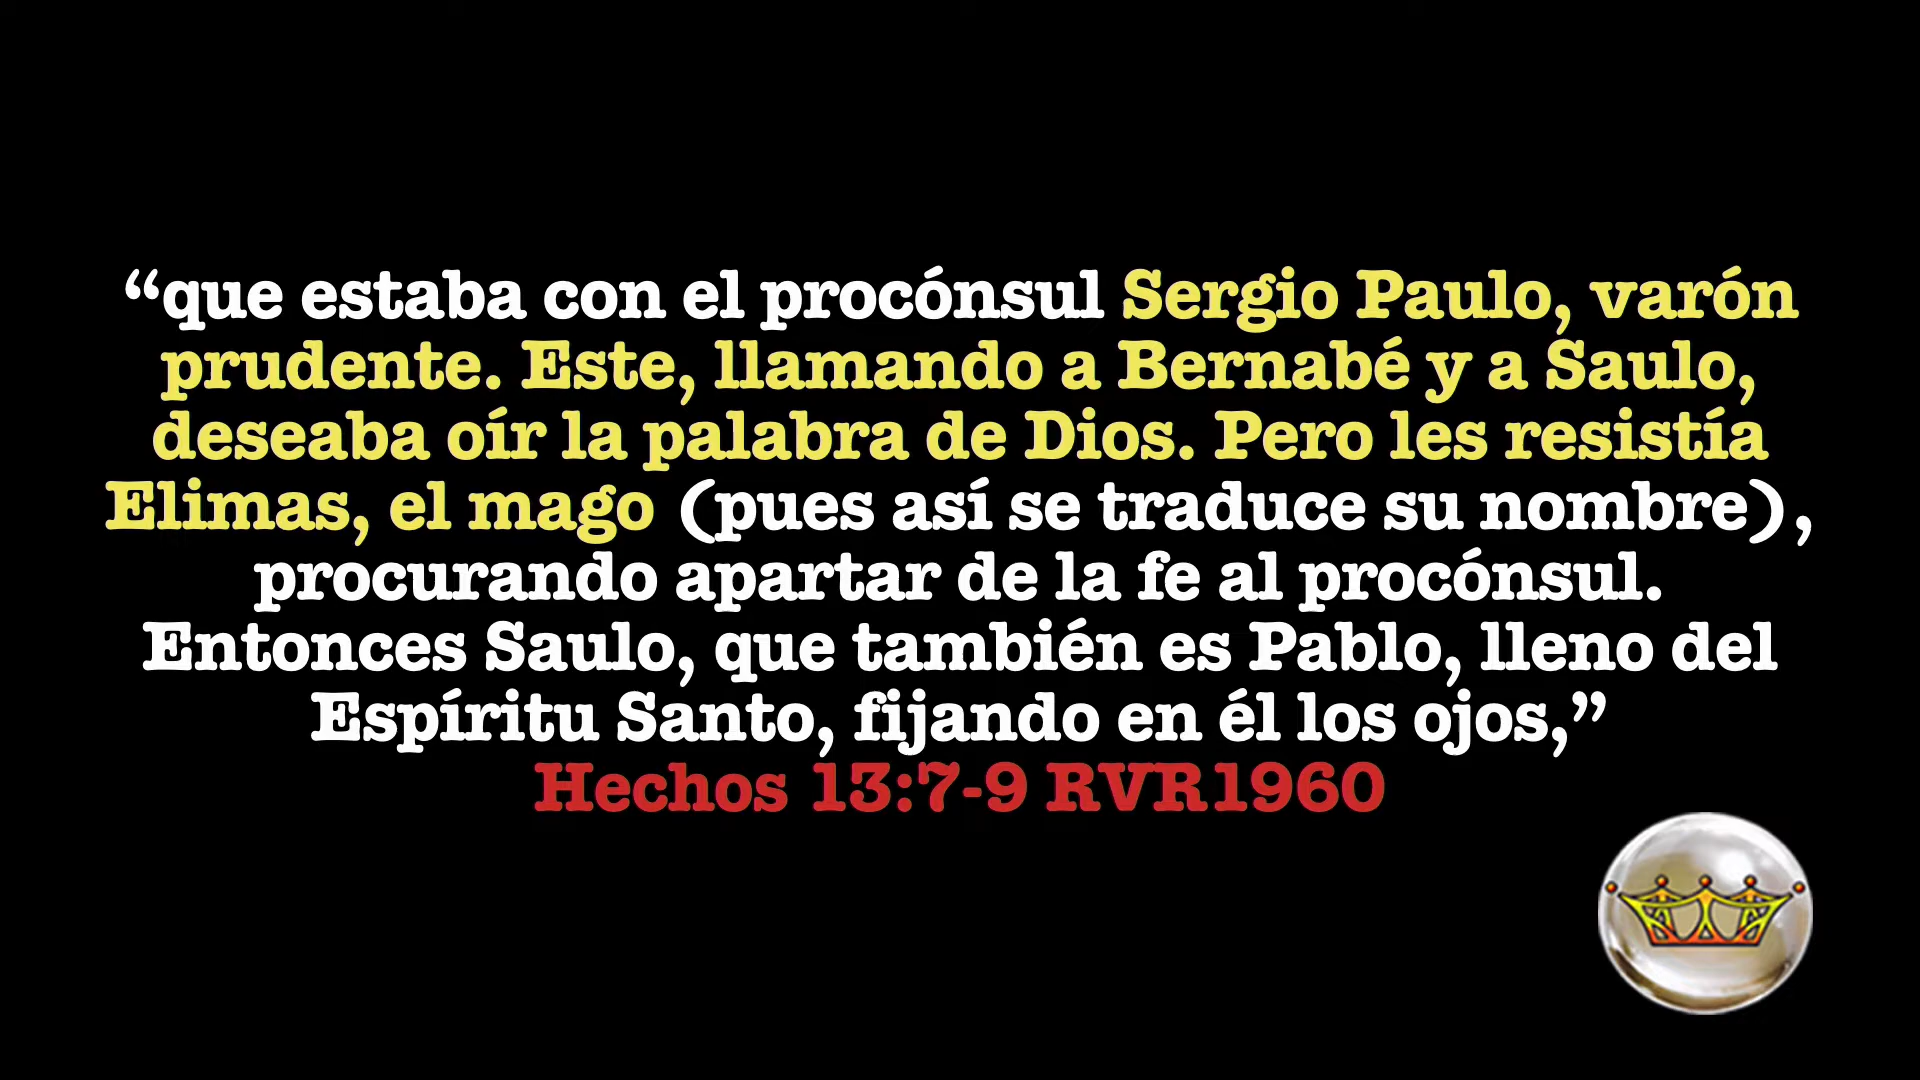 “que estaba con el procónsul Sergio Paulo, varón
prudente. Este, llamando a Bernabé y a Saulo,
deseaba oír la palabra de Dios. Pero les resistía
Elimas, el mago (pues así se traduce su nombre),
procurando apartar de la fe al procónsul.
Entonces Saulo, que también es Pablo, lleno del
Espíritu Santo, fijando en él los ojos,”
Hechos 13:7-9 RVR1960